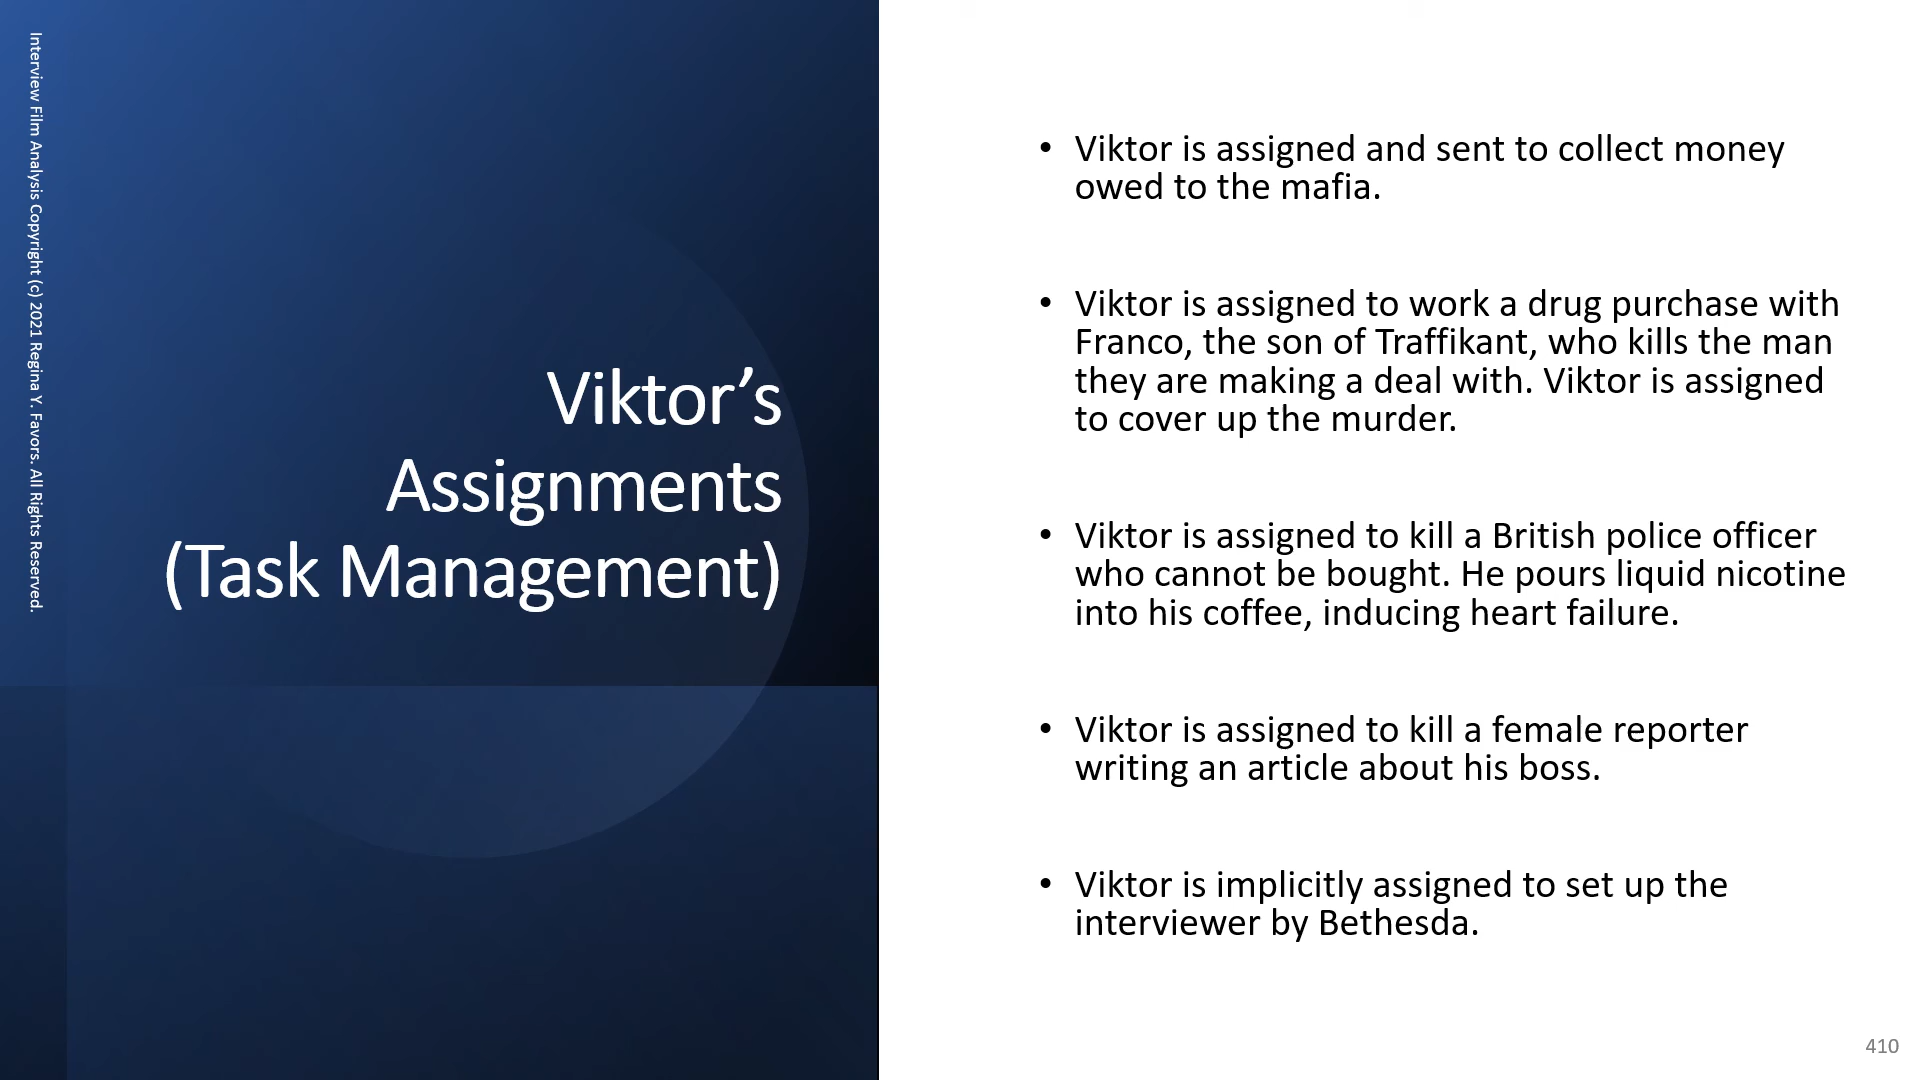 Interview Film Analysis Copyright (c) 2021 Regina Y. Favors. All Rights Reserved.
Viktor’s
Assignments
(Task Management)
• Viktor is assigned and sent to collect money
owed to the mafia.
• Viktor is assigned to work a drug purchase with
Franco, the son of Traffikant, who kills the man
they are making a deal with. Viktor is assigned
to cover up the murder.
• Viktor is assigned to kill a British police officer
who cannot be bought. He pours liquid nicotine
into his coffee, inducing heart failure.
• Viktor is assigned to kill a female reporter
writing an article about his boss.
• Viktor is implicitly assigned to set up the
interviewer by Bethesda.
410